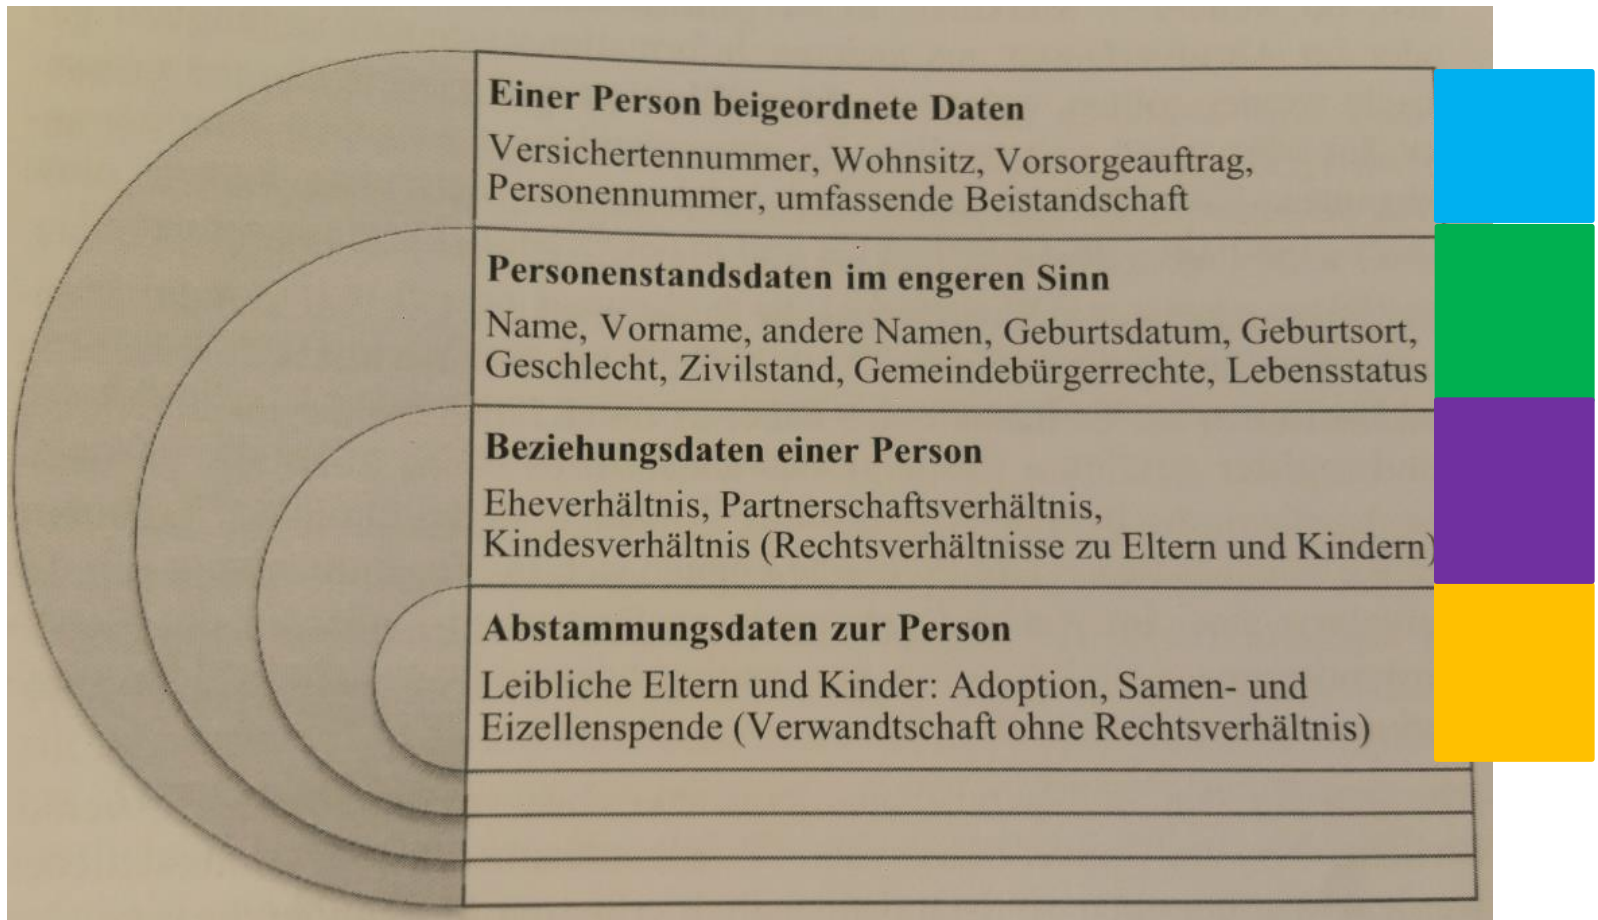 Einer Person beigeordnete Daten
Versichertennummer, Wohnsitz, Vorsorgeauftrag,
Personennummer, umfassende Beistandschaft
Personenstandsdaten im engeren Sinn
Name, Vorname, andere Namen, Geburtsdatum, Geburtsort,
Geschlecht, Zivilstand, Gemeindebürgerrechte, Lebensstatus
Beziehungsdaten einer Person
Eheverhältnis, Partnerschaftsverhältnis,
Kindesverhältnis (Rechtsverhältnisse zu Eltern und Kindern)
Abstammungsdaten zur Person
Leibliche Eltern und Kinder: Adoption, Samen- und
Eizellenspende (Verwandtschaft ohne Rechtsverhältnis)